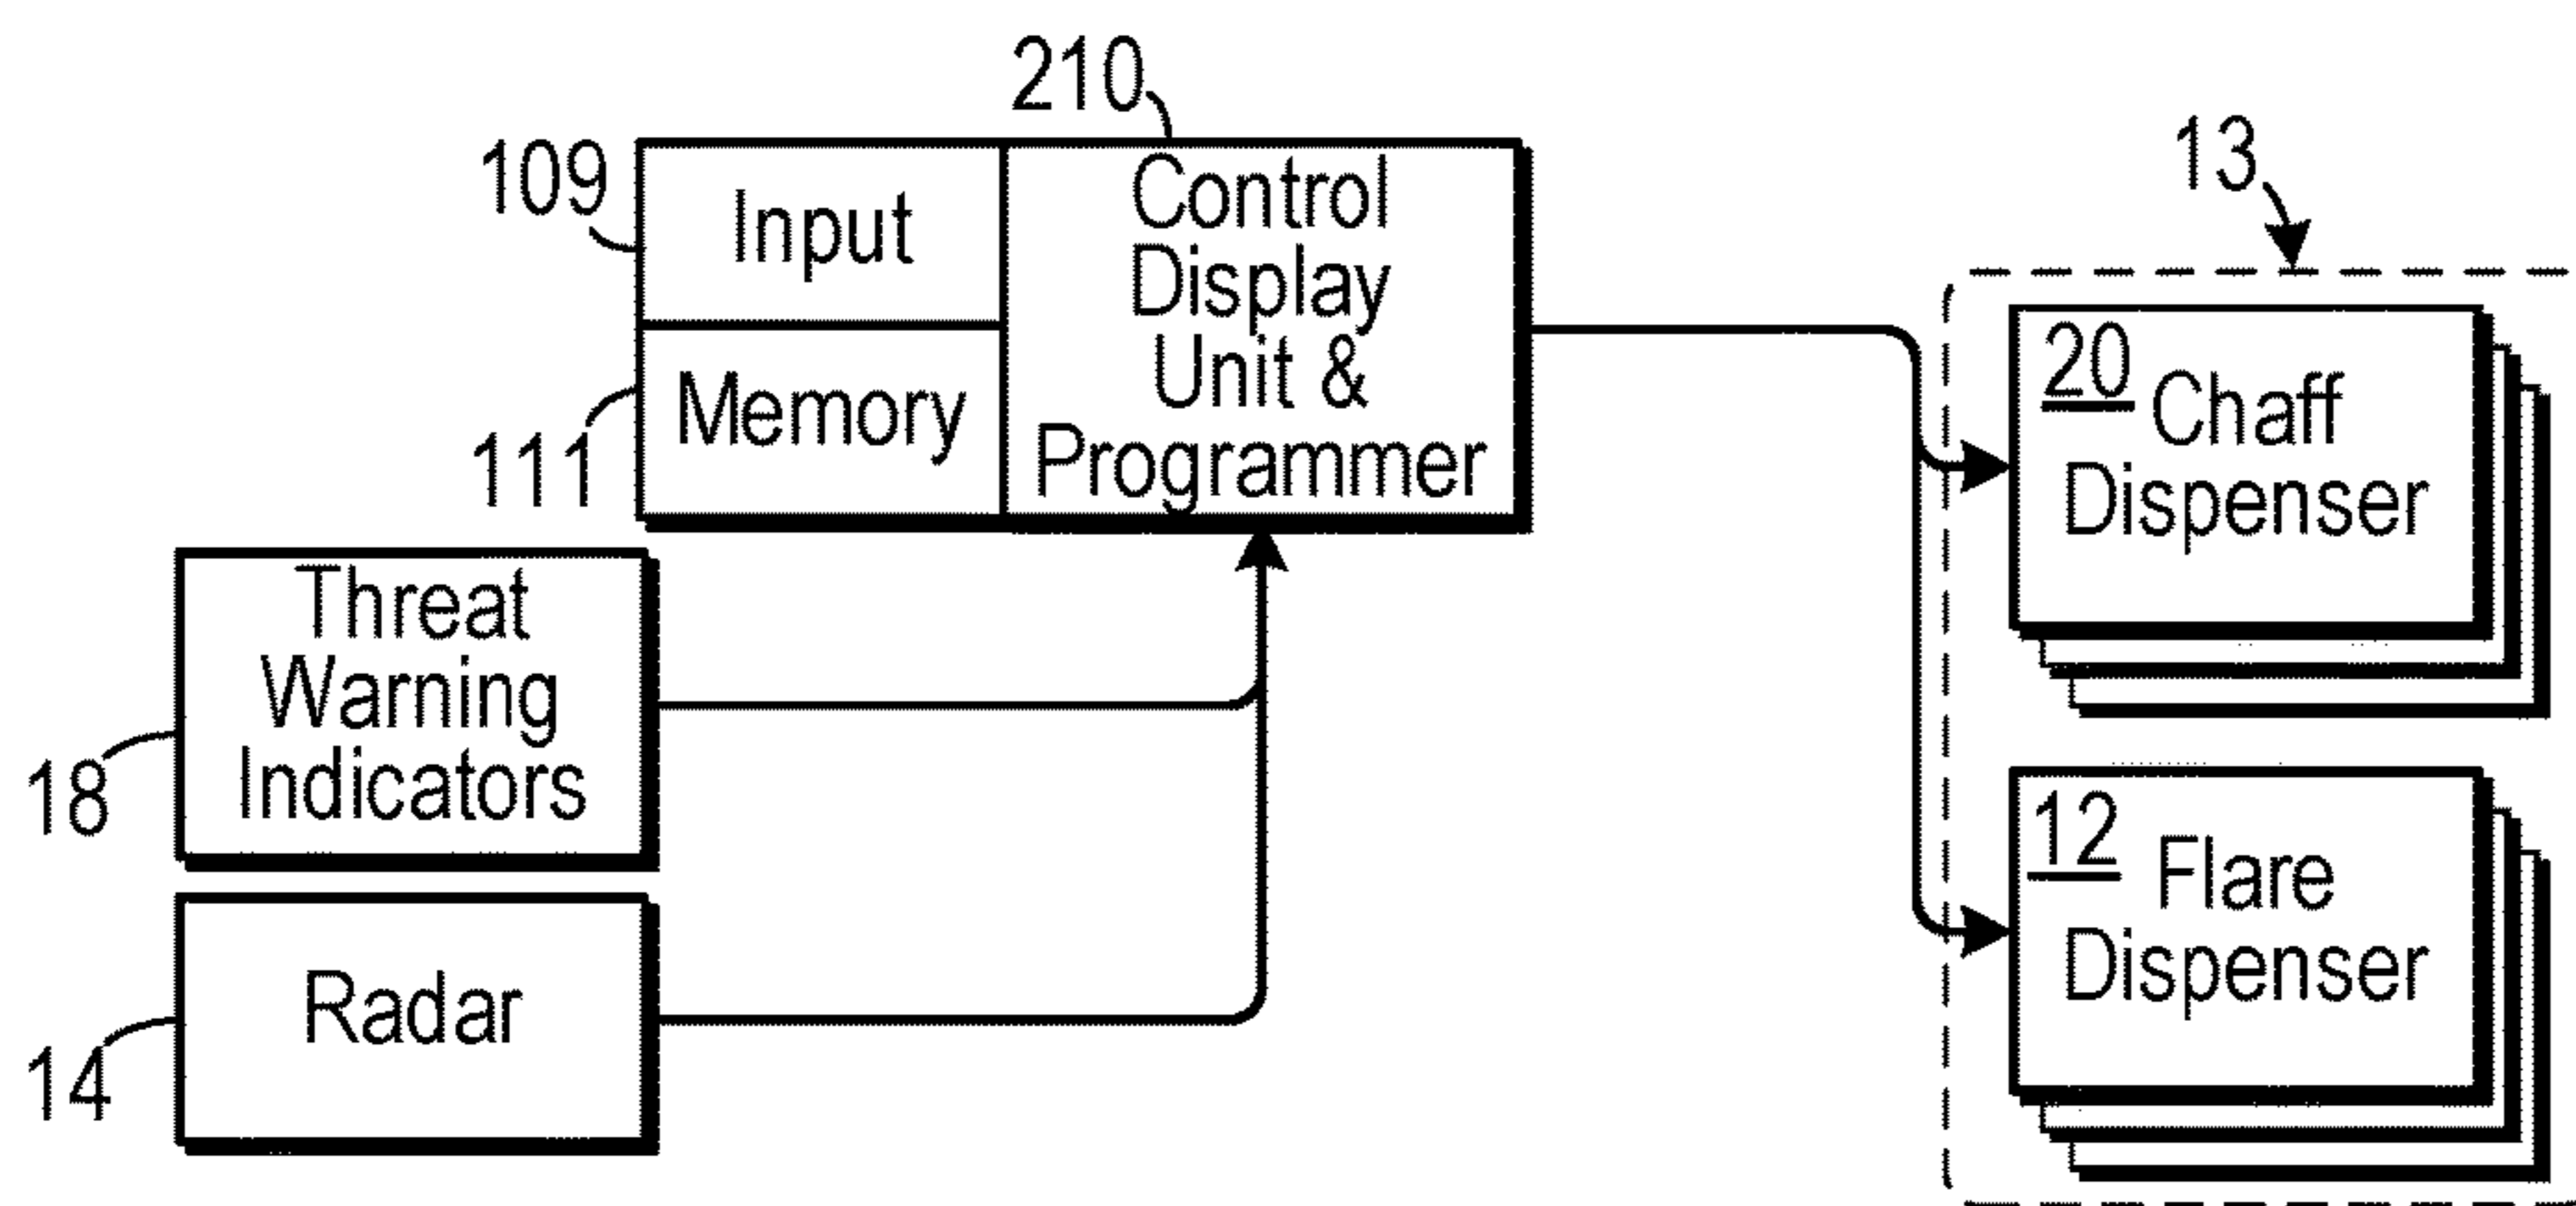 210
109
Input
Control
Display
Unit &
Programmer
Memory
111
13
20
Chaff
Dispenser
Threat
Warning
Indicators
18
12
Flare
Dispenser
Radar
14